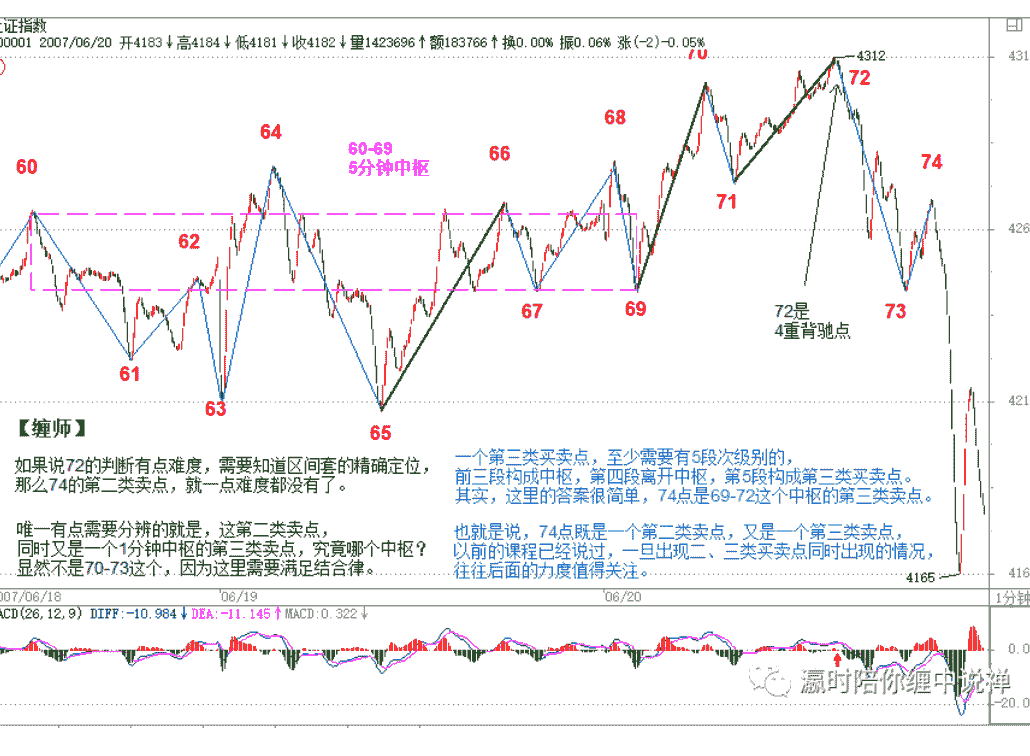 上证指数
00001 2007/06/20 开4183↓高4184↓低4181↓收4182↓量1423696↑额183766↑换0.00% 振0.06% 涨(-2)-0.05%
4312
431
70
72
68
64
60-69
5分钟中枢
66
60
74
71
62
426
67
69
73
72是
4重背驰点
61
63
421
65
【缠师】
如果说72的判断有点难度，需要知道区间套的精确定位，
那么74的第二类卖点，就一点难度都没有了。
唯一有点需要分辨的就是，这第二类卖点，
同时又是一个1分钟中枢的第三类卖点，究竟哪个中枢？
显然不是70-73这个，因为这里需要满足结合律。
一个第三类买卖点，至少需要有5段次级别的，
前三段构成中枢，第四段离开中枢，第5段构成第三类买卖点。
其实，这里的答案很简单，74点是69-72这个中枢的第三类卖点。
也就是说，74点既是一个第二类卖点，又是一个第三类卖点，
以前的课程已经说过，一旦出现二、三类买卖点同时出现的情况，
往往后面的力度值得关注。
4165
416
007/06/18
06/19
06/20
1分钟
ACD(26,12,9) DIFF:-10.984↓ DEA:-11.145↑ MACD:0.322↓
0.0
-20.0
瀛时陪你缠中说禅